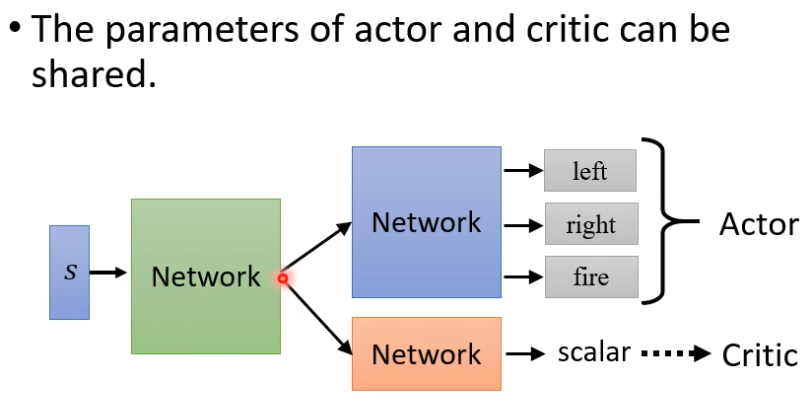 • The parameters of actor and critic can be
shared.
S
Network
Network
left
right
fire
Actor
Network
scalar
Critic